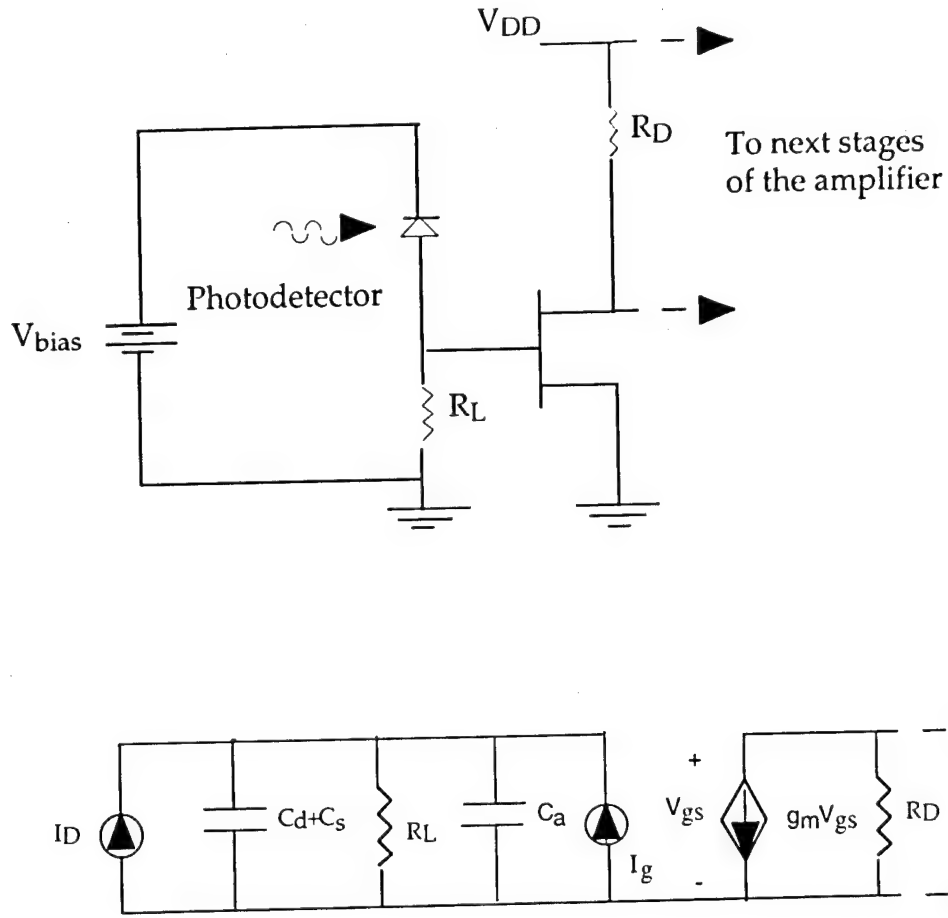 VDD
RD
To next stages
of the amplifier
Photodetector
Vbias
RL
ID
Cd+Cs
RL
Ca
Ig
+
Vgs
-
gmVgs
RD